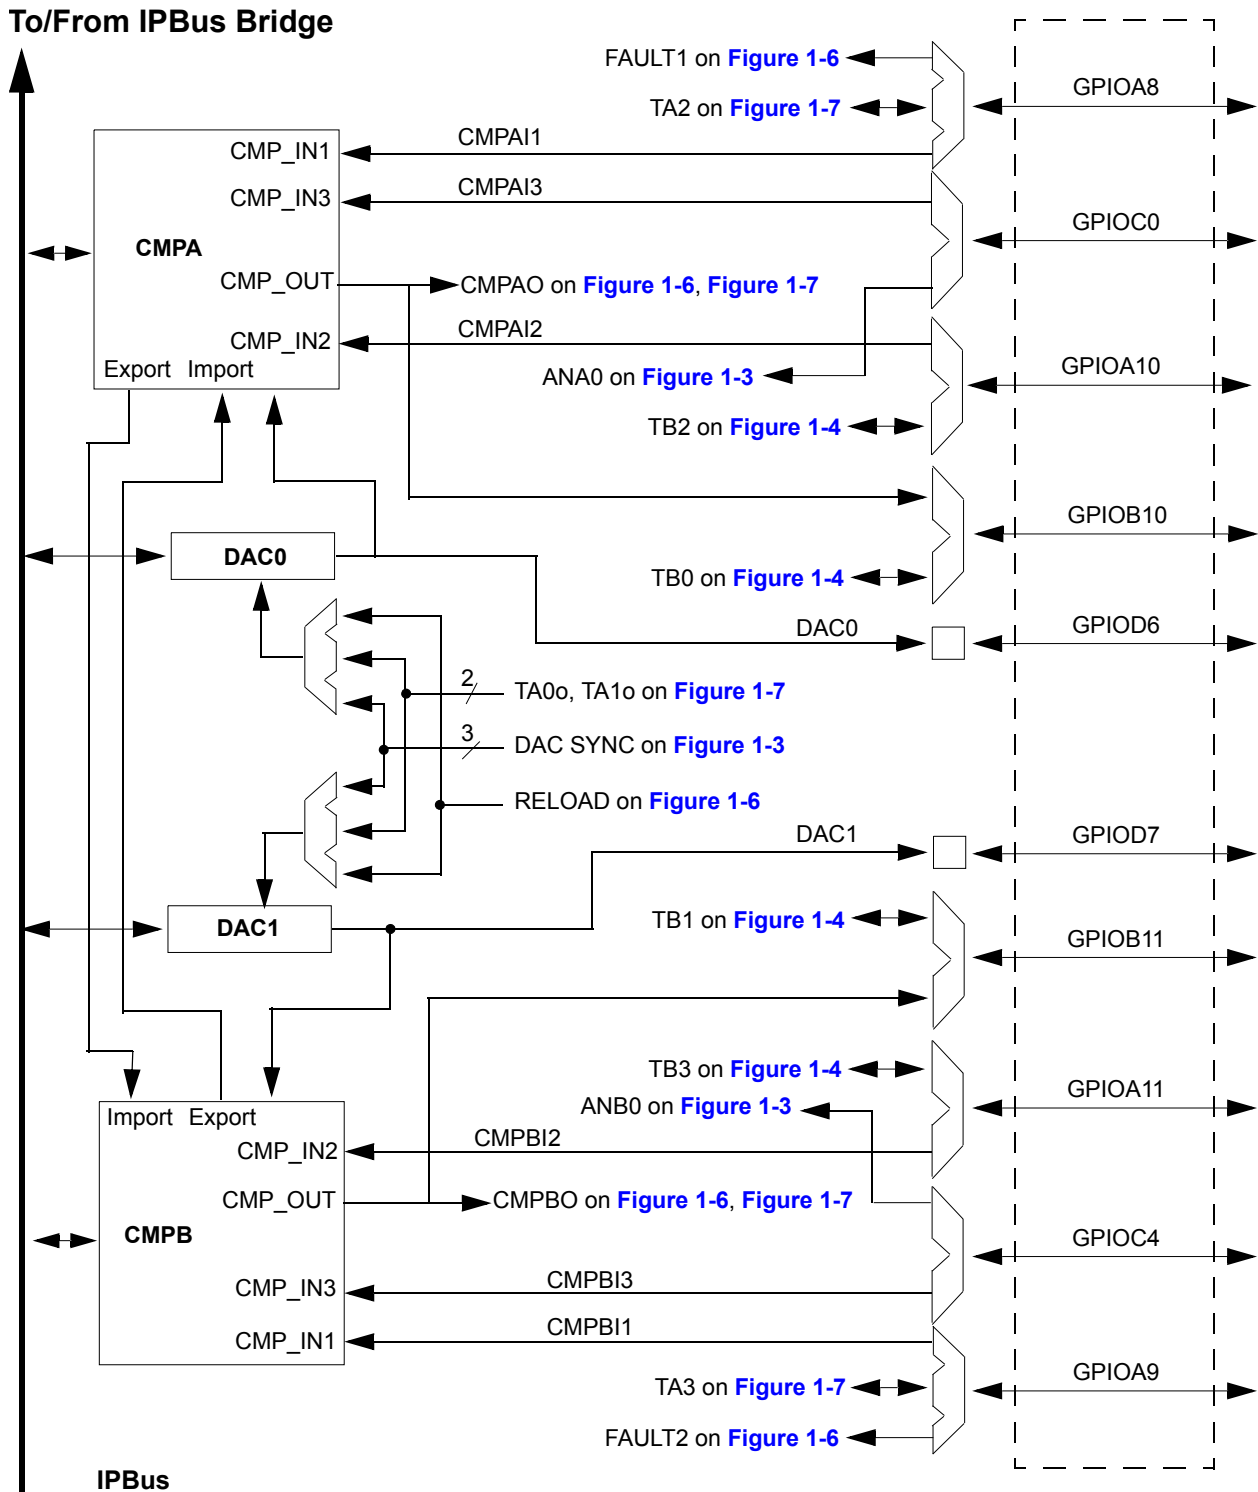 To/From IPBus Bridge
FAULT1 on Figure 1-6
GPIOA8
TA2 on Figure 1-7
CMPAI1
CMP_IN1
CMPAI3
CMP_IN3
GPIOC0
CMPA
CMP_OUT
CMPAO on Figure 1-6, Figure 1-7
CMPAI2
CMP_IN2
Export Import
ANA0 on Figure 1-3
GPIOA10
TB2 on Figure 1-4
GPIOB10
DAC0
TB0 on Figure 1-4
DAC0
GPIOD6
2
TA0o, TA1o on Figure 1-7
3
DAC SYNC on Figure 1-3
RELOAD on Figure 1-6
DAC1
GPIOD7
DAC1
TB1 on Figure 1-4
GPIOB11
TB3 on Figure 1-4
GPIOA11
ANB0 on Figure 1-3
Import Export
CMPBI2
CMP_IN2
CMP_OUT
CMPBO on Figure 1-6, Figure 1-7
CMPB
GPIOC4
CMPBI3
CMP_IN3
CMPBI1
CMP_IN1
GPIOA9
TA3 on Figure 1-7
FAULT2 on Figure 1-6
IPBus